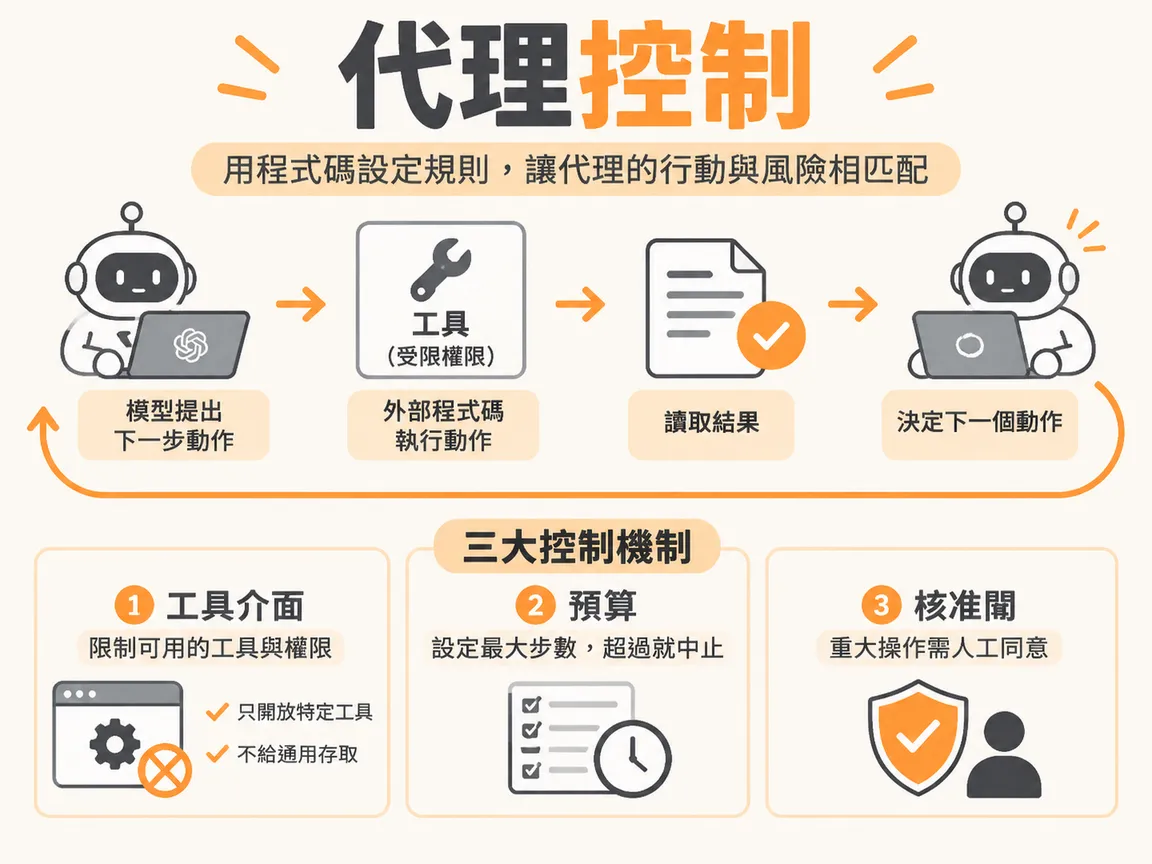 代理控制
用程式碼設定規則，讓代理的行動與風險相匹配
工具
（受限權限）
模型提出
下一步動作
外部程式碼
執行動作
讀取結果
決定下一個動作
三大控制機制
1 工具介面
限制可用的工具與權限
只開放特定工具
不給通用存取
2 預算
設定最大步數，超過就中止
3 核准閘
重大操作需人工同意